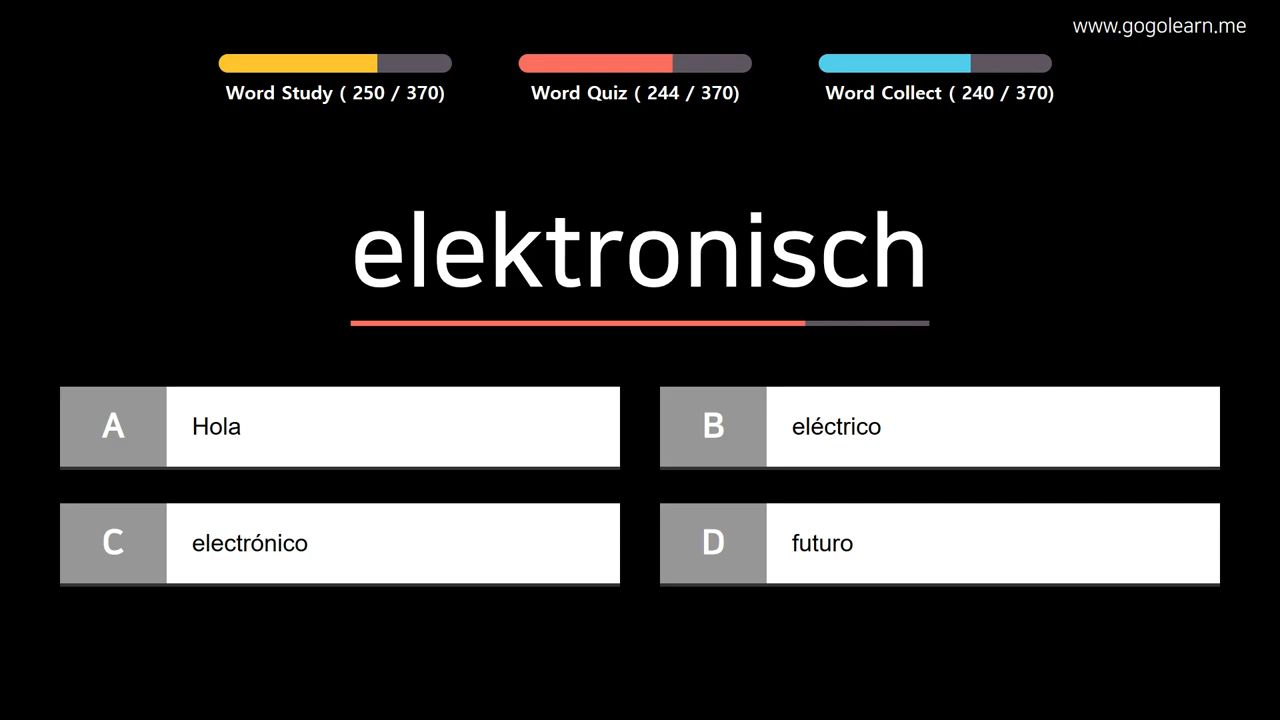 www.gogolearn.me
Word Study ( 250 / 370)
Word Quiz ( 244 / 370)
Word Collect ( 240 / 370)
elektronisch
A Hola
B eléctrico
C electrónico
D futuro